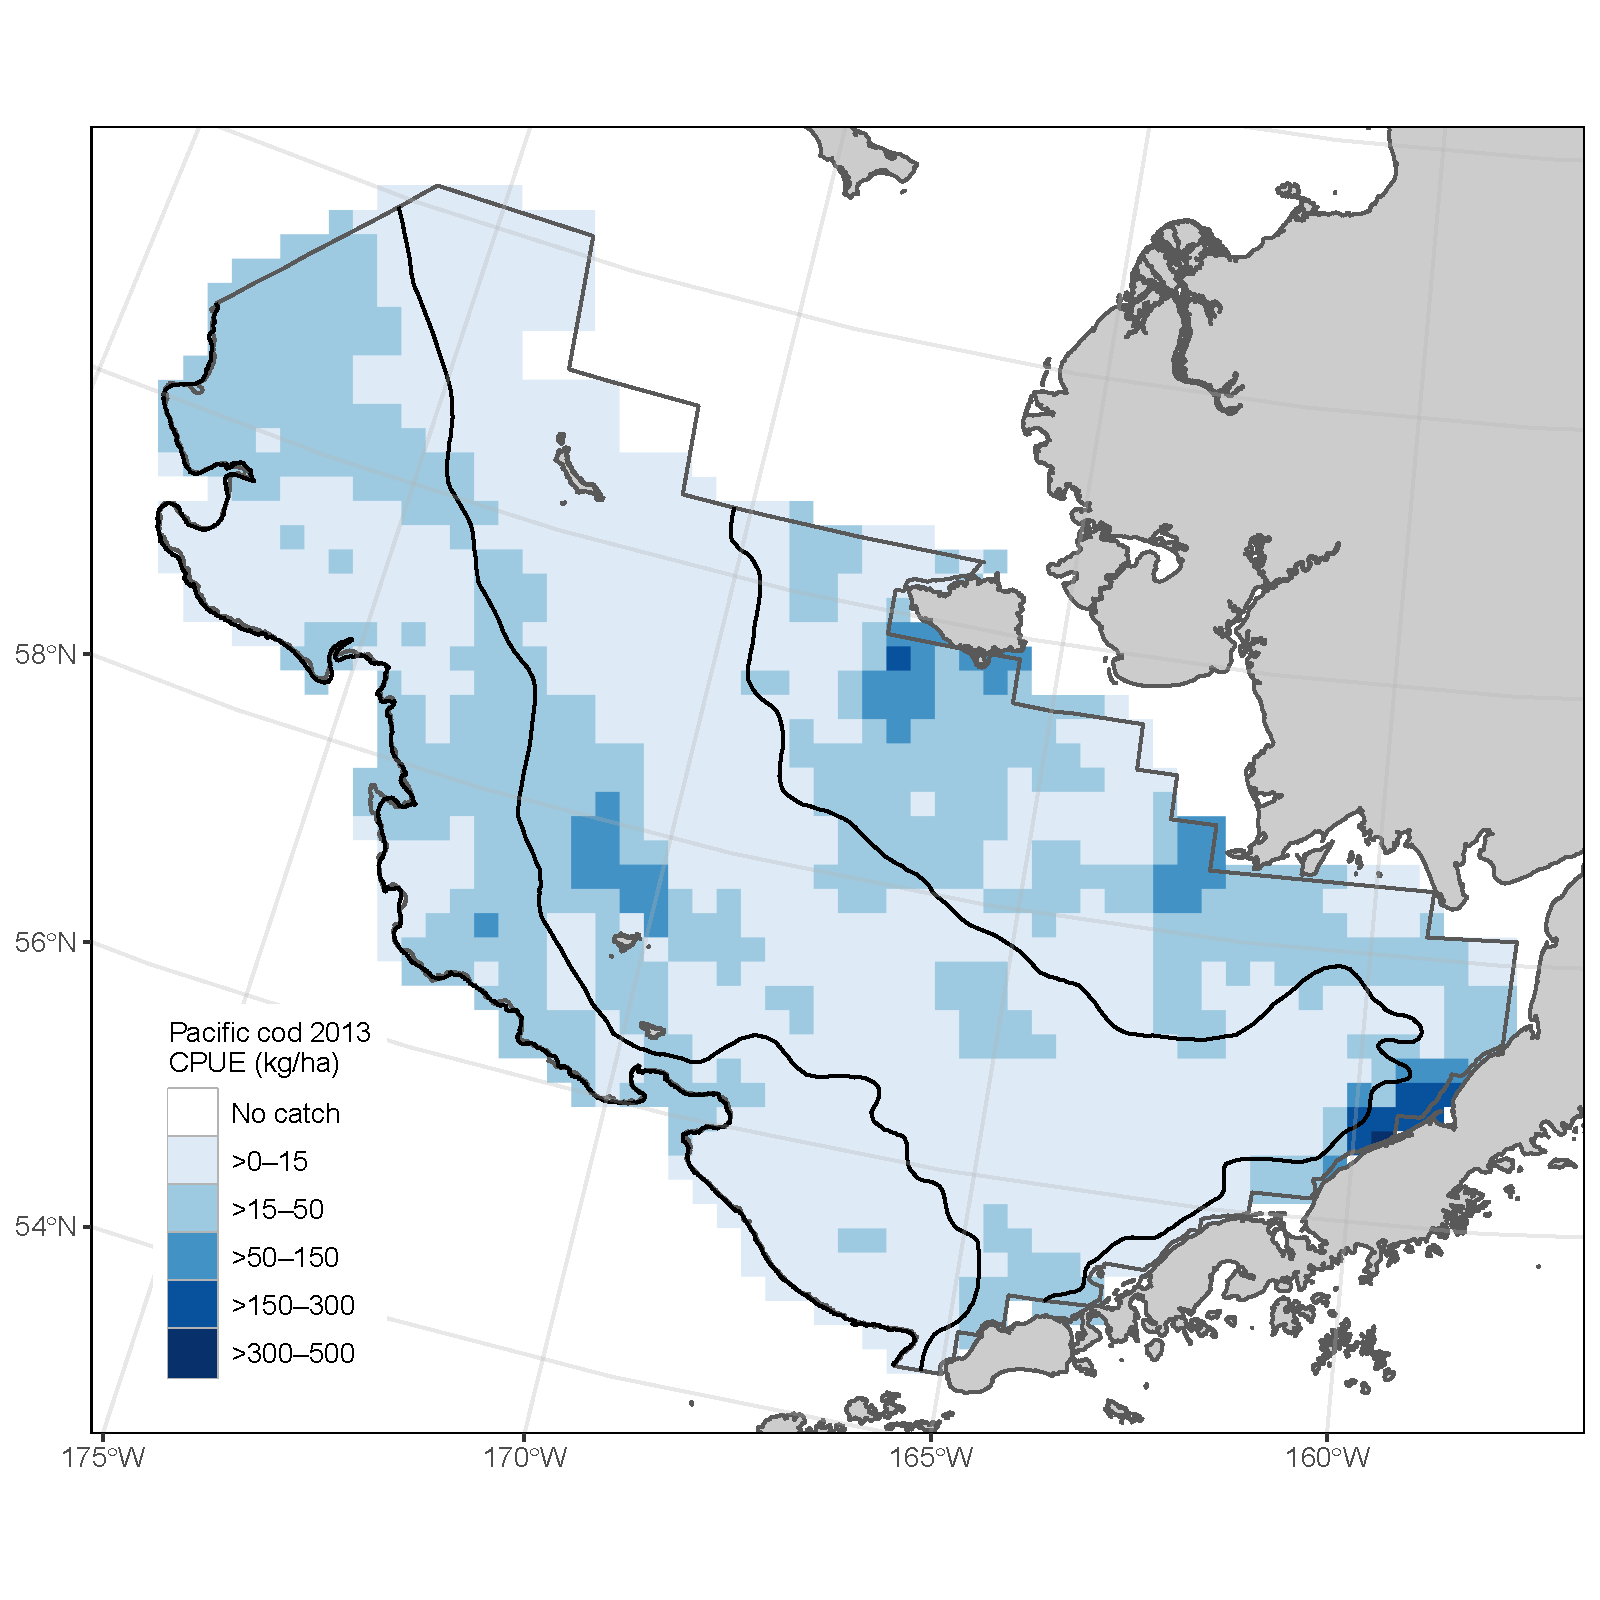 58°N
56°N
54°N
Pacific cod 2013
CPUE (kg/ha)
No catch
>0–15
>15–50
>50–150
>150–300
>300–500
175°W
170°W
165°W
160°W